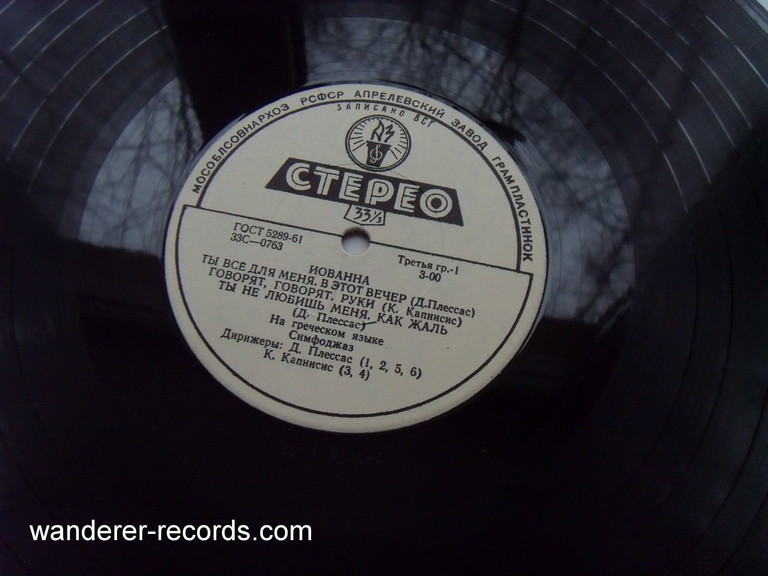 МОСОБЛСОВНАРХОЗ РСФСР АПРЕЛЕВСКИЙ ЗАВОД ГРАМПЛАСТИНОК
ЗАПИСАНО ВСГ
СТЕРЕО
33⅓
ГОСТ 5289-61
33С—0763
Третья гр.-1
3-00
ИОВАННА
ТЫ ВСЕ ДЛЯ МЕНЯ. В ЭТОТ ВЕЧЕР (Д.Плессас)
ГОВОРЯТ, ГОВОРЯТ. РУКИ (К. Капнисис)
ТЫ НЕ ЛЮБИШЬ МЕНЯ. КАК ЖАЛЬ
(Д. Плессас)
На греческом языке
Симфоджаз
Дирижеры: Д. Плессас (1, 2, 5, 6)
К. Капнисис (3, 4)
wanderer-records.com